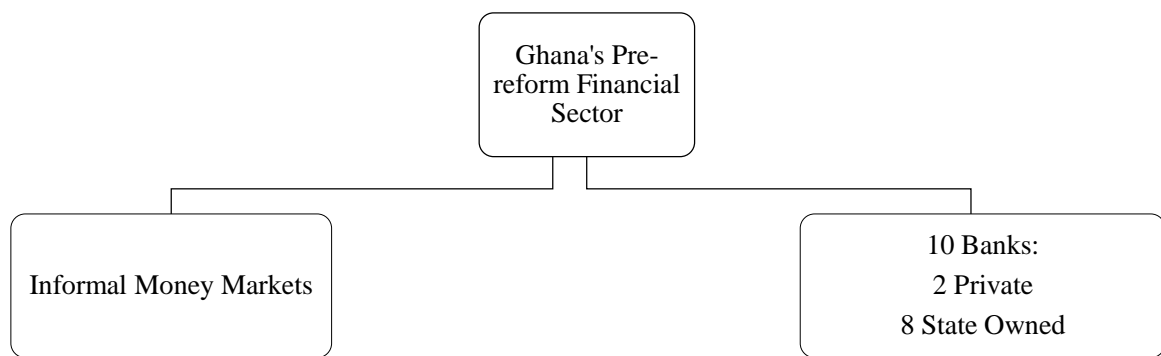 Ghana's Pre-
reform Financial
Sector
Informal Money Markets
10 Banks:
2 Private
8 State Owned